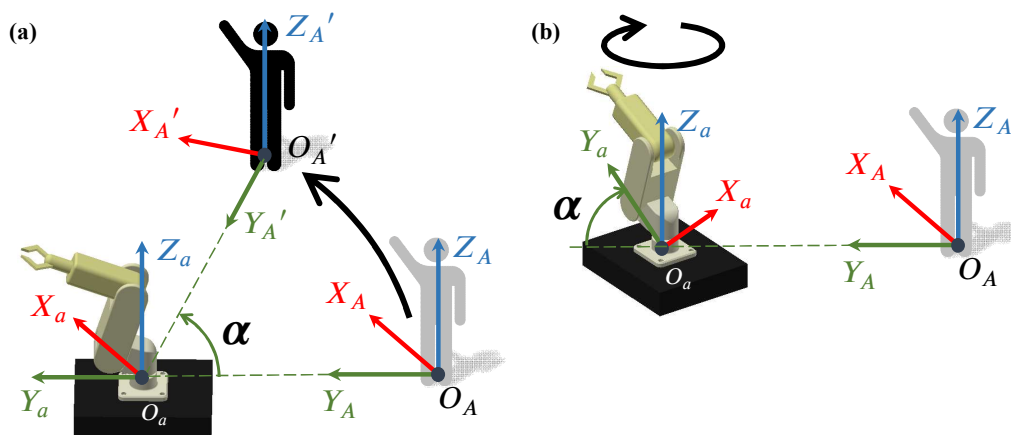 (a)
Z_A'
X_A'
O_A'
Y_A'
Z_a
X_a
α
X_A
Z_A
Y_a
O_a
Y_A
O_A
(b)
Z_a
Z_A
Y_a
X_a
X_A
α
O_a
Y_A
O_A